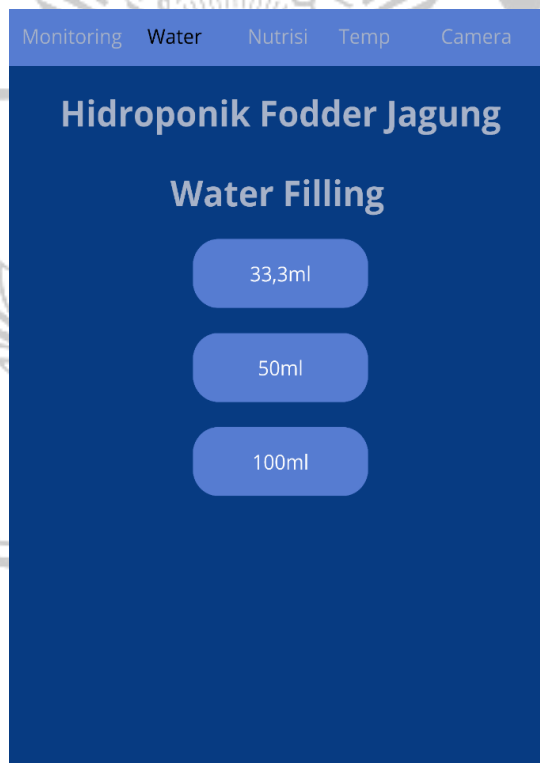 Monitoring Water Nutrisi Temp Camera
Hidroponik Fodder Jagung
Water Filling
33,3ml
50ml
100ml